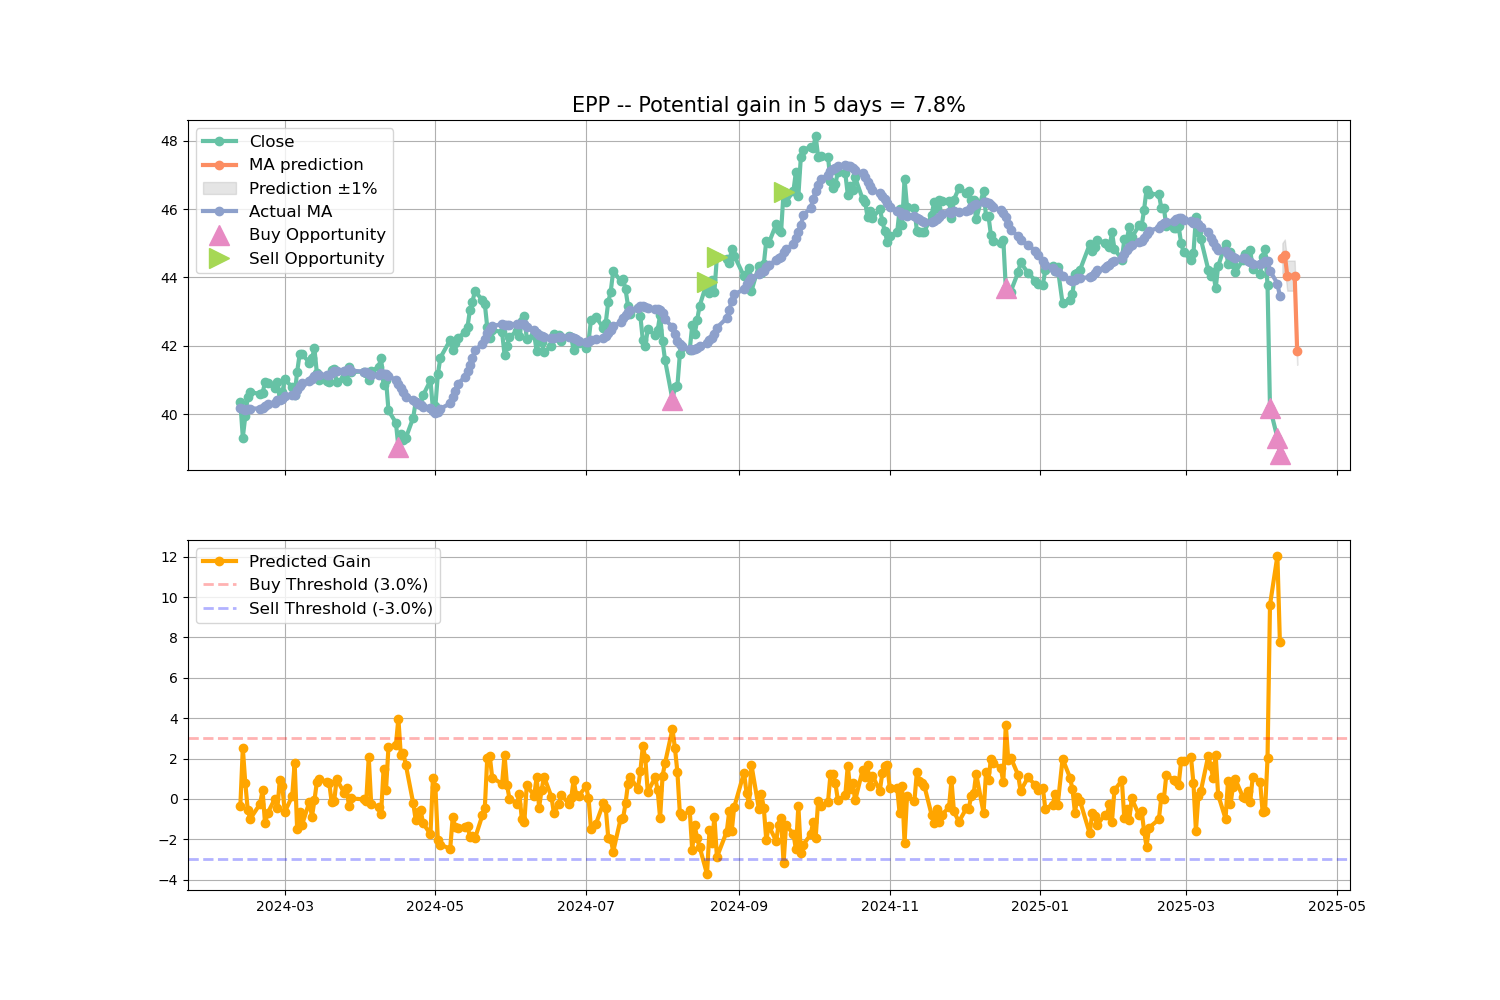 EPP -- Potential gain in 5 days = 7.8%
48
46
44
42
40
Close
MA prediction
Prediction ±1%
Actual MA
Buy Opportunity
Sell Opportunity
12
10
8
6
4
2
0
−2
−4
Predicted Gain
Buy Threshold (3.0%)
Sell Threshold (-3.0%)
2024-03 2024-05 2024-07 2024-09 2024-11 2025-01 2025-03 2025-05